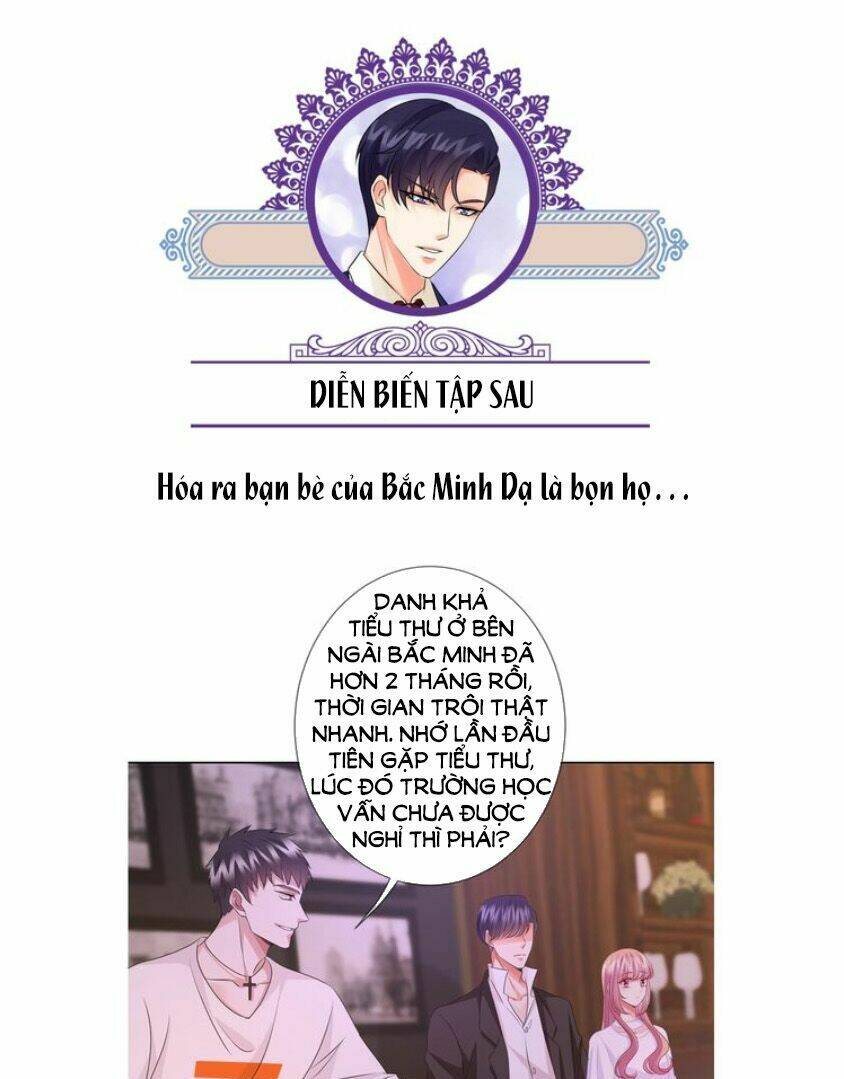 DIỄN BIẾN TẬP SAU
Hóa ra bạn bè của Bắc Minh Dạ là bọn họ...
DANH KHẢ
TIỂU THƯ Ở BÊN
NGÀI BẮC MINH ĐÃ
HƠN 2 THÁNG RỒI,
THỜI GIAN TRÔI THẬT
NHANH. NHỚ LẦN ĐẦU
TIÊN GẶP TIỂU THƯ,
LÚC ĐÓ TRƯỜNG HỌC
VẪN CHƯA ĐƯỢC
NGHỈ THÌ PHẢI?